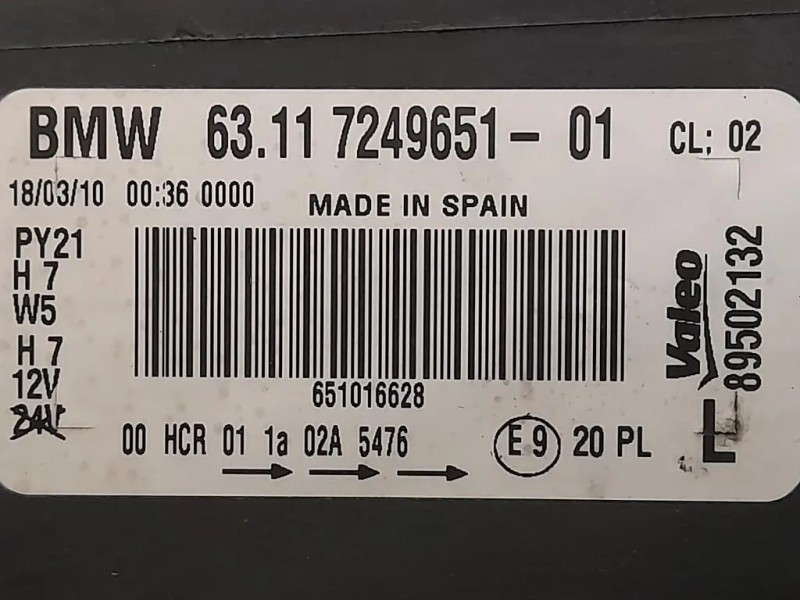 BMW 63.11 7249651- 01 CL; 02
18/03/10 00:36 0000
MADE IN SPAIN
PY21
H 7
W5
H 7
12V
24V
651016628
00 HCR 01 1a 02A 5476
E 9 20 PL
Valeo
89502132
L